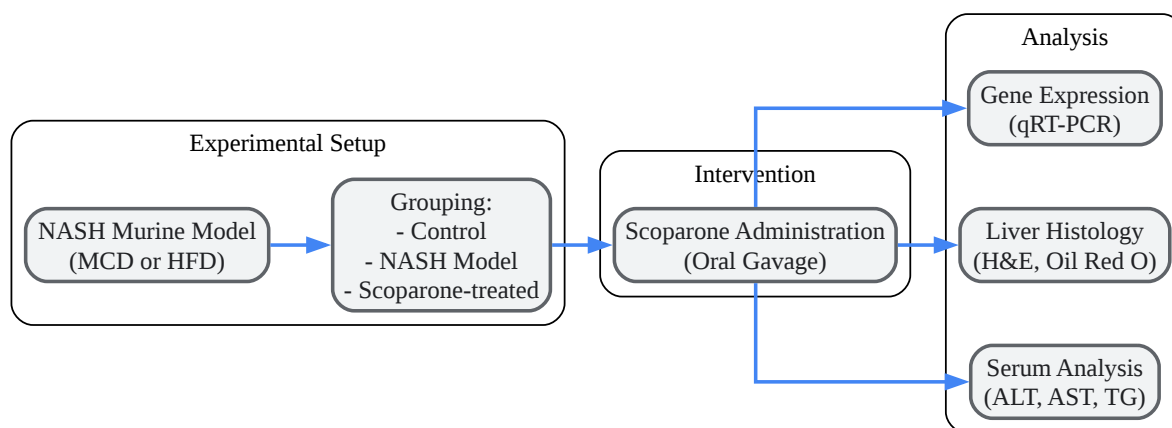 Experimental Setup
NASH Murine Model
(MCD or HFD)
Grouping:
- Control
- NASH Model
- Scoparone-treated
Intervention
Scoparone Administration
(Oral Gavage)
Analysis
Gene Expression
(qRT-PCR)
Liver Histology
(H&E, Oil Red O)
Serum Analysis
(ALT, AST, TG)